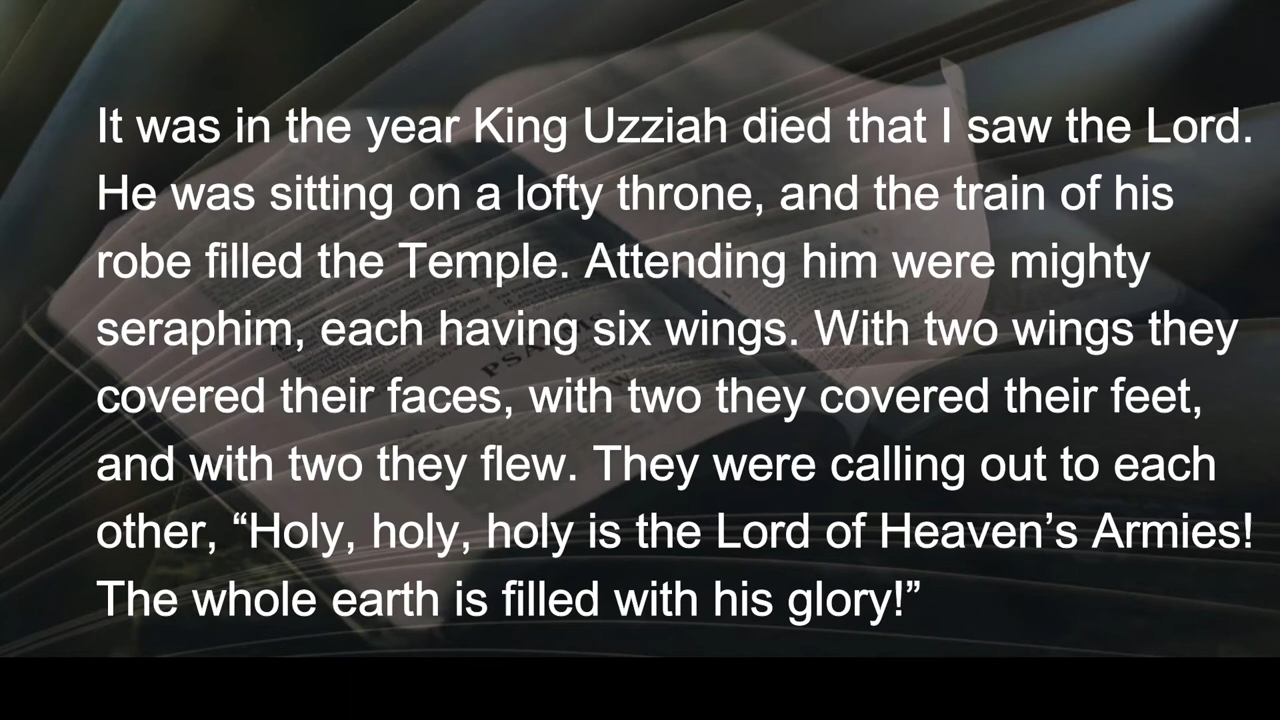 It was in the year King Uzziah died that I saw the Lord.
He was sitting on a lofty throne, and the train of his
robe filled the Temple. Attending him were mighty
seraphim, each having six wings. With two wings they
covered their faces, with two they covered their feet,
and with two they flew. They were calling out to each
other, “Holy, holy, holy is the Lord of Heaven’s Armies!
The whole earth is filled with his glory!”